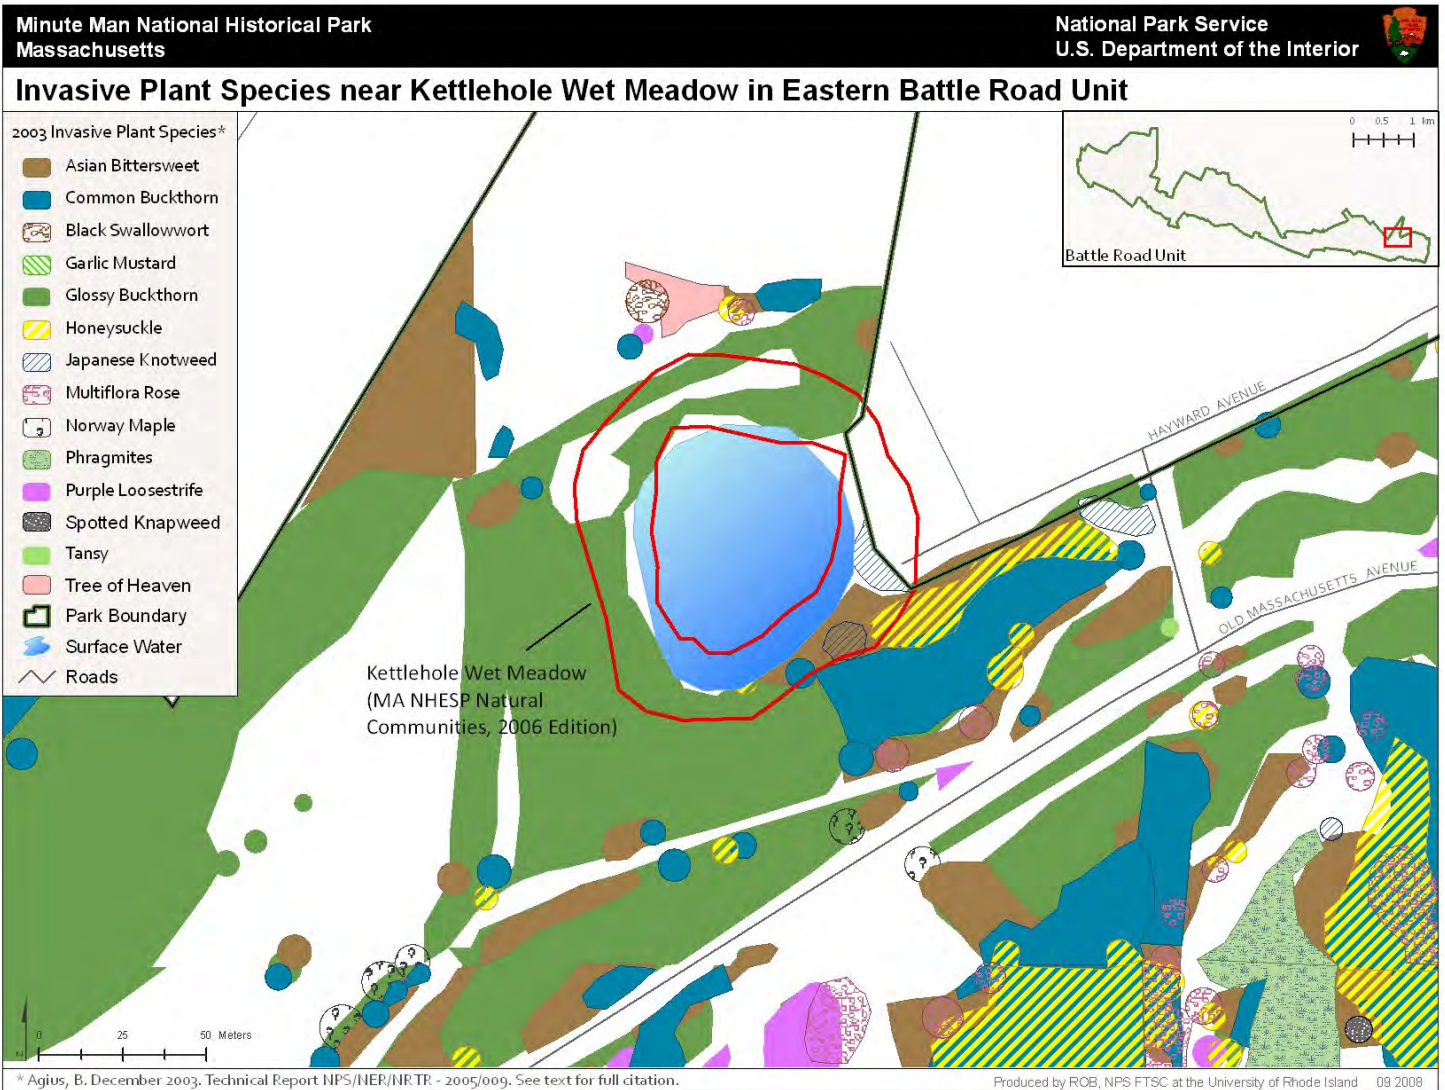 Minute Man National Historical Park
Massachusetts
National Park Service
U.S. Department of the Interior
Invasive Plant Species near Kettlehole Wet Meadow in Eastern Battle Road Unit
2003 Invasive Plant Species*
Asian Bittersweet
Common Buckthorn
Black Swallowwort
Garlic Mustard
Glossy Buckthorn
Honeysuckle
Japanese Knotweed
Multiflora Rose
Norway Maple
Phragmites
Purple Loosestrife
Spotted Knapweed
Tansy
Tree of Heaven
Park Boundary
Surface Water
Roads
0 0.5 1 km
Battle Road Unit
HAYWARD AVENUE
OLD MASSACHUSETTS AVENUE
Kettlehole Wet Meadow
(MA NHESP Natural
Communities, 2006 Edition)
0 25 50 Meters
* Agius, B. December 2003. Technical Report NPS/NER/NRTR - 2005/009. See text for full citation.
Produced by ROB, NPS FTSC at the University of Rhode Island 09 2008